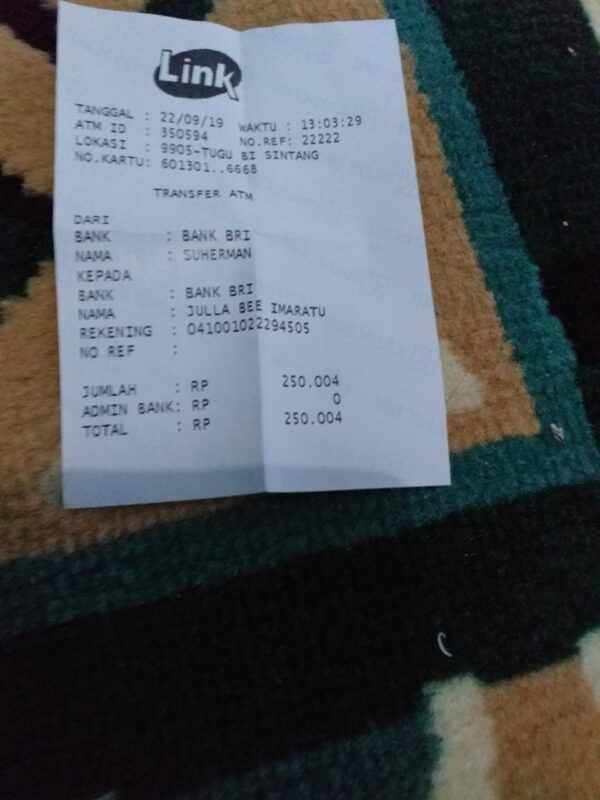 Link
TANGGAL : 22/09/19 WAKTU : 13:03:29
ATM ID : 350594 NO.REF: 22222
LOKASI : 9905-TUGU BI SINTANG
NO.KARTU: 601301..6668
TRANSFER ATM
DARI
BANK : BANK BRI
NAMA : SUHERMAN
KEPADA
BANK : BANK BRI
NAMA : JULLA BEE IMARATU
REKENING : 041001022294505
NO REF :
JUMLAH : RP 250.004
ADMIN BANK: RP 0
TOTAL : RP 250.004